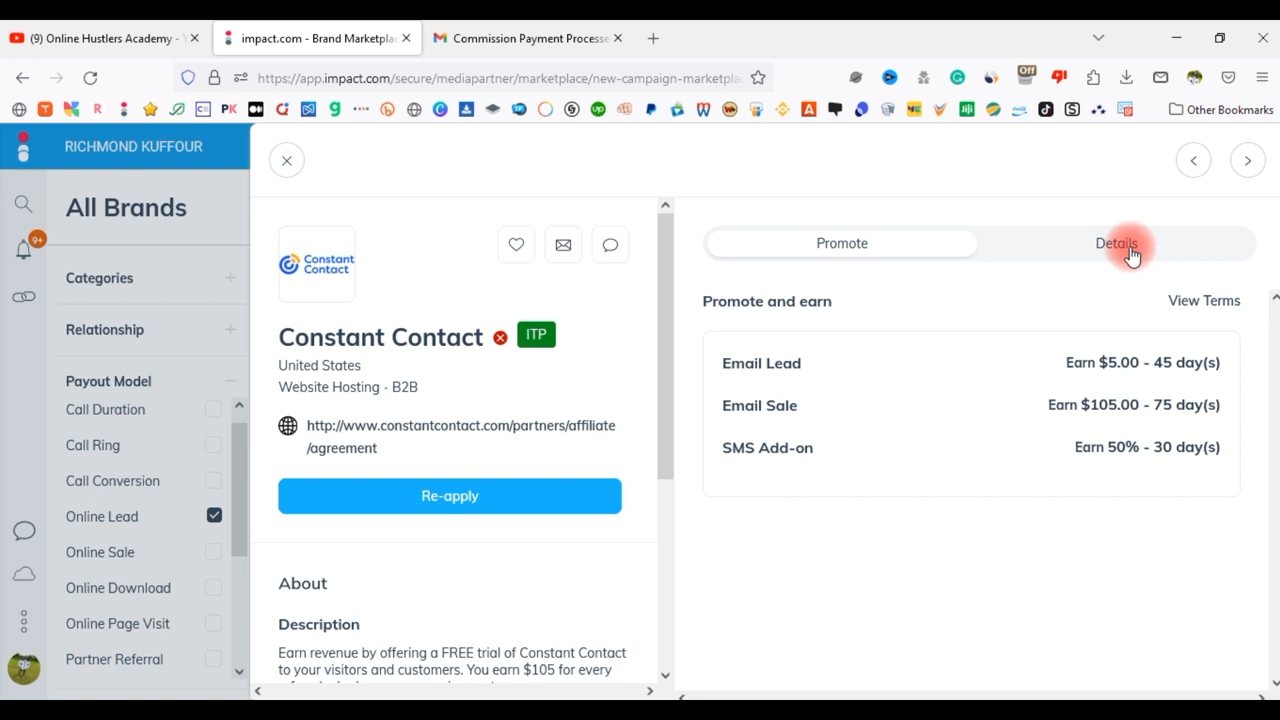 (9) Online Hustlers Academy -
impact.com - Brand Marketpla
Commission Payment Processe
https://app.impact.com/secure/mediapartner/marketplace/new-campaign-marketpla
Off
Other Bookmarks
RICHMOND KUFFOUR
All Brands
9+
Categories
Relationship
Payout Model
Call Duration
Call Ring
Call Conversion
Online Lead
Online Sale
Online Download
Online Page Visit
Partner Referral
Constant
Contact
Constant Contact
ITP
United States
Website Hosting · B2B
http://www.constantcontact.com/partners/affiliate
/agreement
Re-apply
About
Description
Earn revenue by offering a FREE trial of Constant Contact
to your visitors and customers. You earn $105 for every
Promote
Details
Promote and earn
View Terms
Email Lead
Earn $5.00 - 45 day(s)
Email Sale
Earn $105.00 - 75 day(s)
SMS Add-on
Earn 50% - 30 day(s)